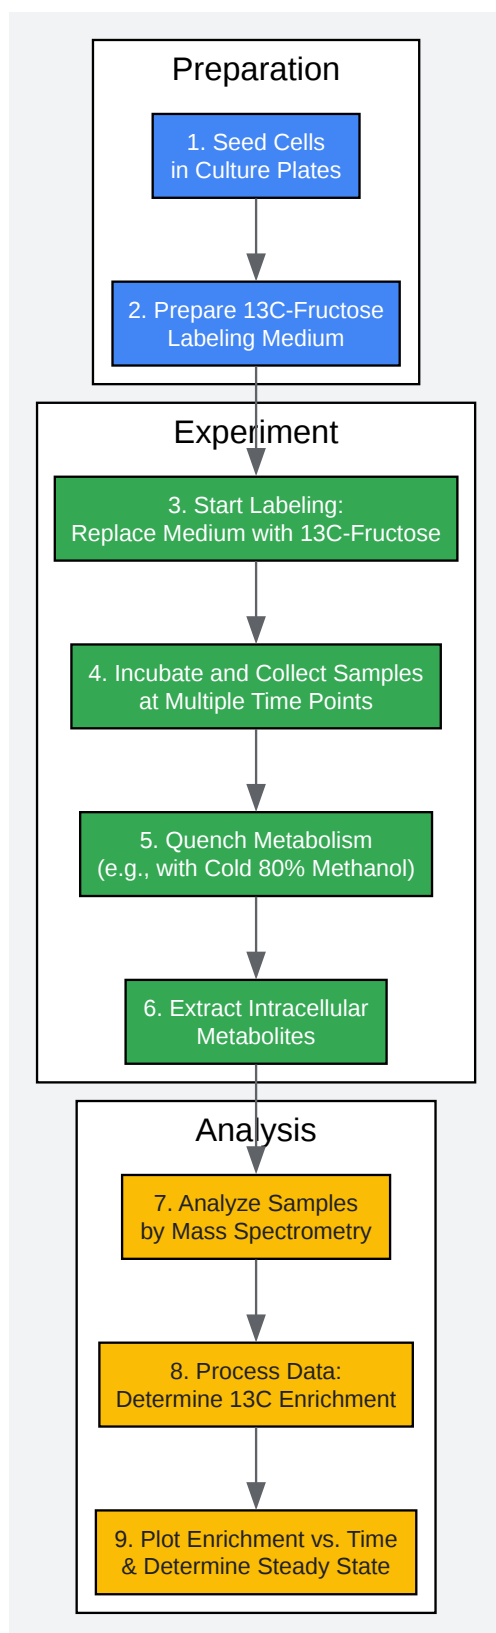 Preparation
1. Seed Cells
in Culture Plates
2. Prepare 13C-Fructose
Labeling Medium
Experiment
3. Start Labeling:
Replace Medium with 13C-Fructose
4. Incubate and Collect Samples
at Multiple Time Points
5. Quench Metabolism
(e.g., with Cold 80% Methanol)
6. Extract Intracellular
Metabolites
Analysis
7. Analyze Samples
by Mass Spectrometry
8. Process Data:
Determine 13C Enrichment
9. Plot Enrichment vs. Time
& Determine Steady State